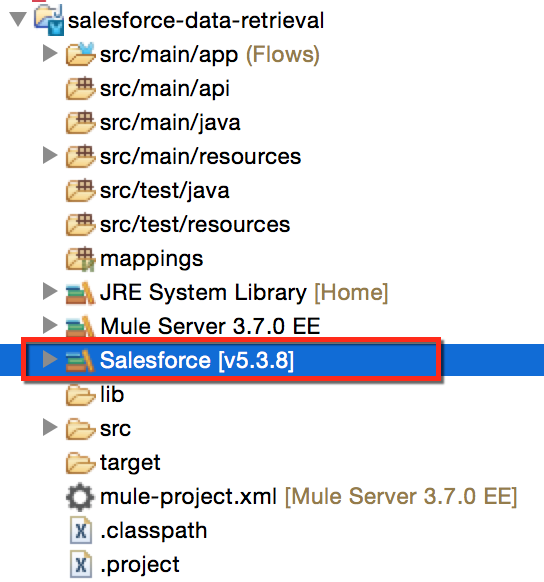 salesforce-data-retrieval
src/main/app (Flows)
src/main/api
src/main/java
src/main/resources
src/test/java
src/test/resources
mappings
JRE System Library [Home]
Mule Server 3.7.0 EE
Salesforce [v5.3.8]
lib
src
target
mule-project.xml [Mule Server 3.7.0 EE]
.classpath
.project